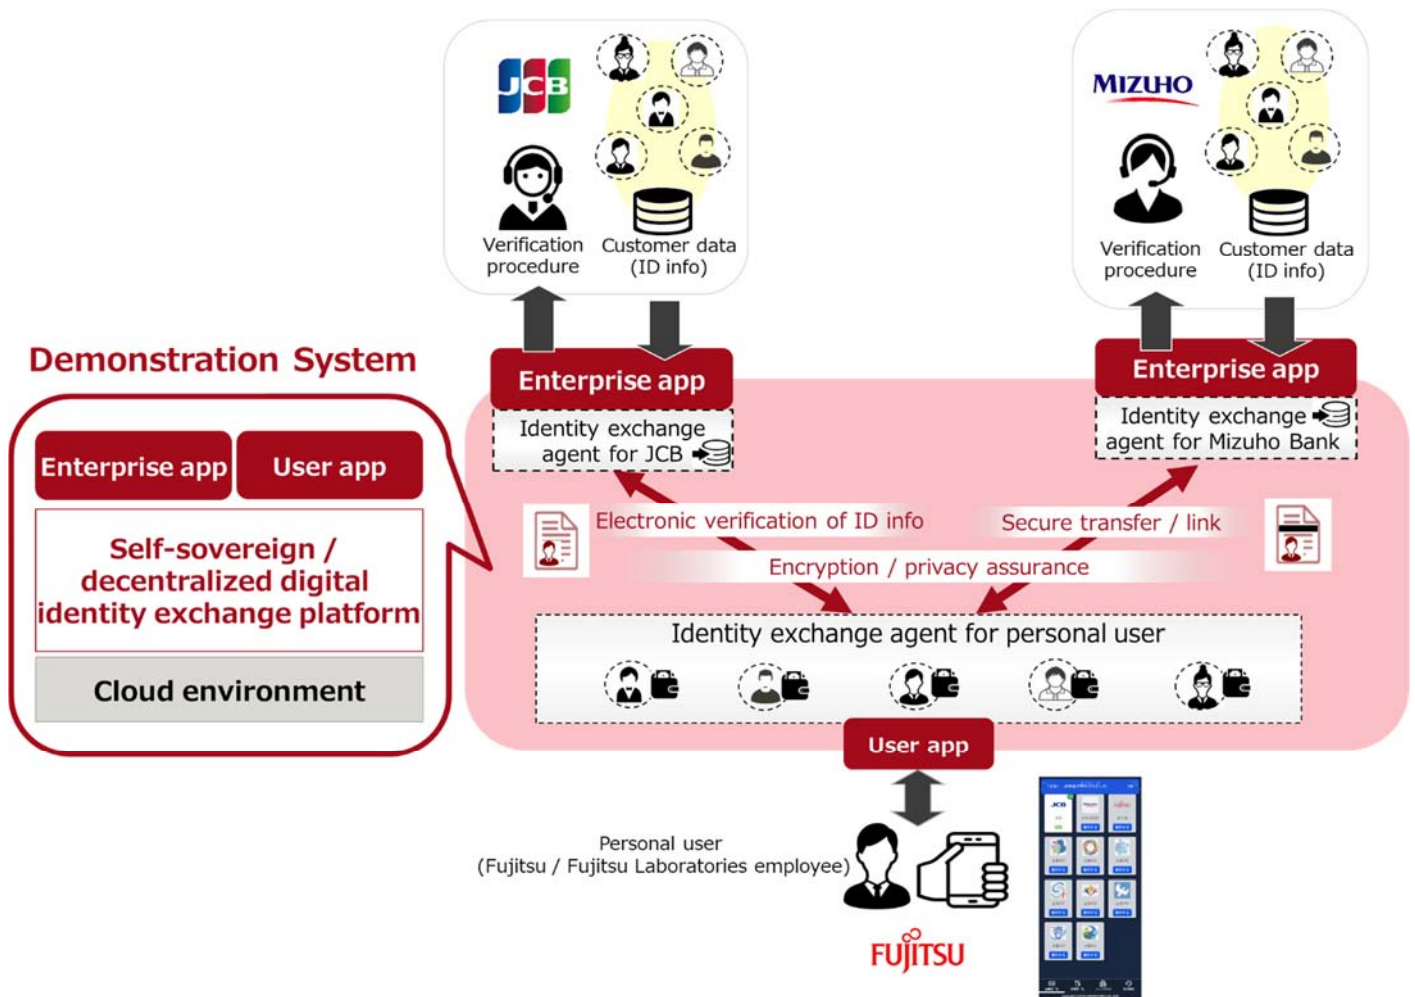 JCB
Verification
procedure
Customer data
(ID info)
MIZUHO
Verification
procedure
Customer data
(ID info)
Demonstration System
Enterprise app
User app
Self-sovereign /
decentralized digital
identity exchange platform
Cloud environment
Enterprise app
Identity exchange
agent for JCB
Enterprise app
Identity exchange
agent for Mizuho Bank
Electronic verification of ID info
Secure transfer / link
Encryption / privacy assurance
Identity exchange agent for personal user
User app
Personal user
(Fujitsu / Fujitsu Laboratories employee)
FUJITSU
JCB
MIZUHO